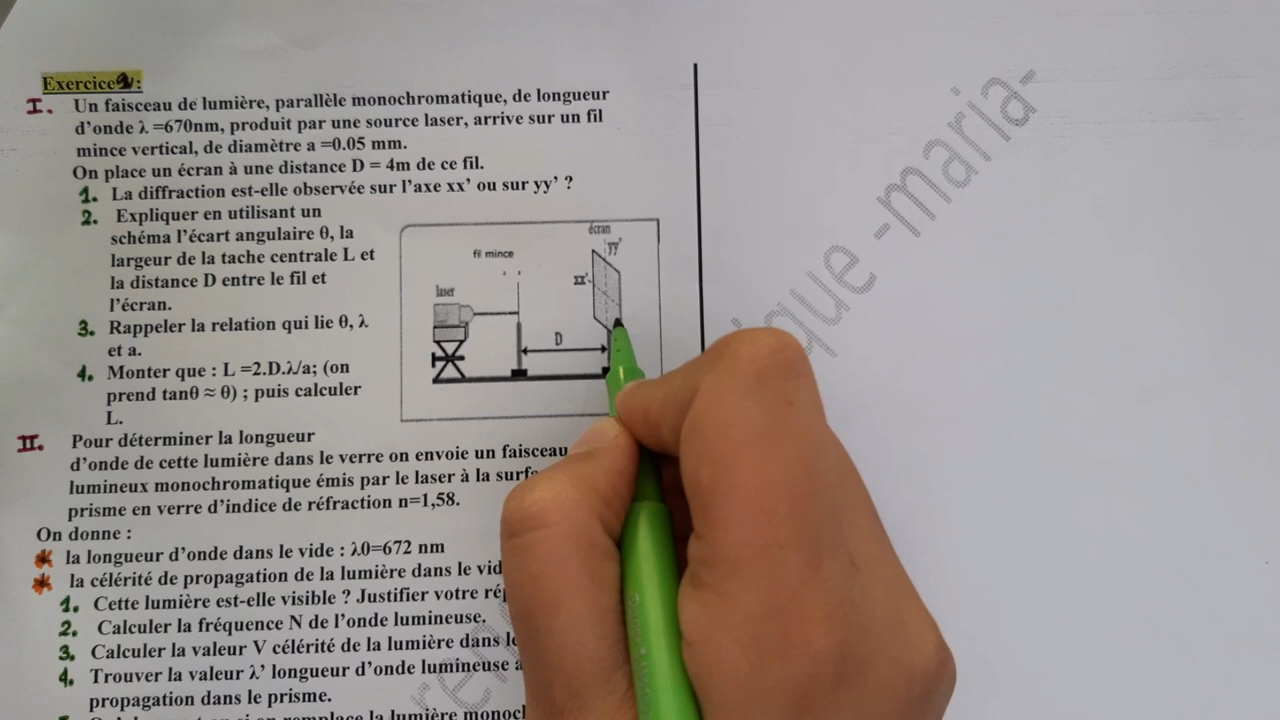 Exercice :
I. Un faisceau de lumière, parallèle monochromatique, de longueur
d'onde λ =670nm, produit par une source laser, arrive sur un fil
mince vertical, de diamètre a =0.05 mm.
On place un écran à une distance D = 4m de ce fil.
1. La diffraction est-elle observée sur l'axe xx' ou sur yy' ?
2. Expliquer en utilisant un
schéma l'écart angulaire θ, la
largeur de la tache centrale L et
la distance D entre le fil et
l'écran.
3. Rappeler la relation qui lie θ, λ
et a.
4. Monter que : L =2.D.λ/a; (on
prend tanθ ≈ θ) ; puis calculer
L.
écran
yy'
fil mince
xx'
laser
D
II. Pour déterminer la longueur
d'onde de cette lumière dans le verre on envoie un faisceau
lumineux monochromatique émis par le laser à la
prisme en verre d'indice de réfraction n=1,58.
On donne :
la longueur d'onde dans le vide : λ0=672 nm
la célérité de propagation de la lumière dans le
1. Cette lumière est-elle visible ? Justifier votre
2. Calculer la fréquence N de l'onde lumineuse.
3. Calculer la valeur V célérité de la lumière dans
4. Trouver la valeur λ' longueur d'onde lumineuse
propagation dans le prisme.
la lumière
-maria-